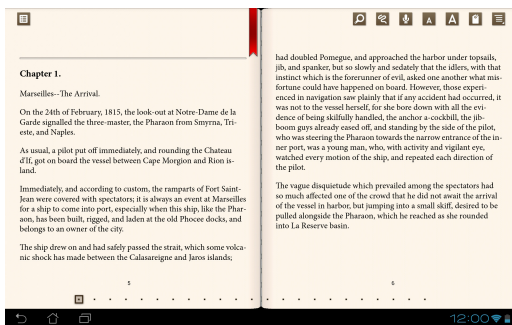 Chapter 1.
Marseilles--The Arrival.
On the 24th of February, 1815, the look-out at Notre-Dame de la
Garde signalled the three-master, the Pharaon from Smyrna, Tri-
este, and Naples.
As usual, a pilot put off immediately, and rounding the Chateau
d'If, got on board the vessel between Cape Morgion and Rion is-
land.
Immediately, and according to custom, the ramparts of Fort Saint-
Jean were covered with spectators; it is always an event at Marseilles
for a ship to come into port, especially when this ship, like the Phar-
aon, has been built, rigged, and laden at the old Phocee docks, and
belongs to an owner of the city.
The ship drew on and had safely passed the strait, which some volca-
nic shock has made between the Calasareigne and Jaros islands;
5
had doubled Pomegue, and approached the harbor under topsails,
jib, and spanker, but so slowly and sedately that the idlers, with that
instinct which is the forerunner of evil, asked one another what mis-
fortune could have happened on board. However, those experi-
enced in navigation saw plainly that if any accident had occurred, it
was not to the vessel herself, for she bore down with all the evi-
dence of being skilfully handled, the anchor a-cockbill, the jib-
boom guys already eased off, and standing by the side of the pilot,
who was steering the Pharaon towards the narrow entrance of the in-
ner port, was a young man, who, with activity and vigilant eye,
watched every motion of the ship, and repeated each direction of
the pilot.
The vague disquietude which prevailed among the spectators had
so much affected one of the crowd that he did not await the arrival
of the vessel in harbor, but jumping into a small skiff, desired to be
pulled alongside the Pharaon, which he reached as she rounded
into La Reserve basin.
6
A A
12:00